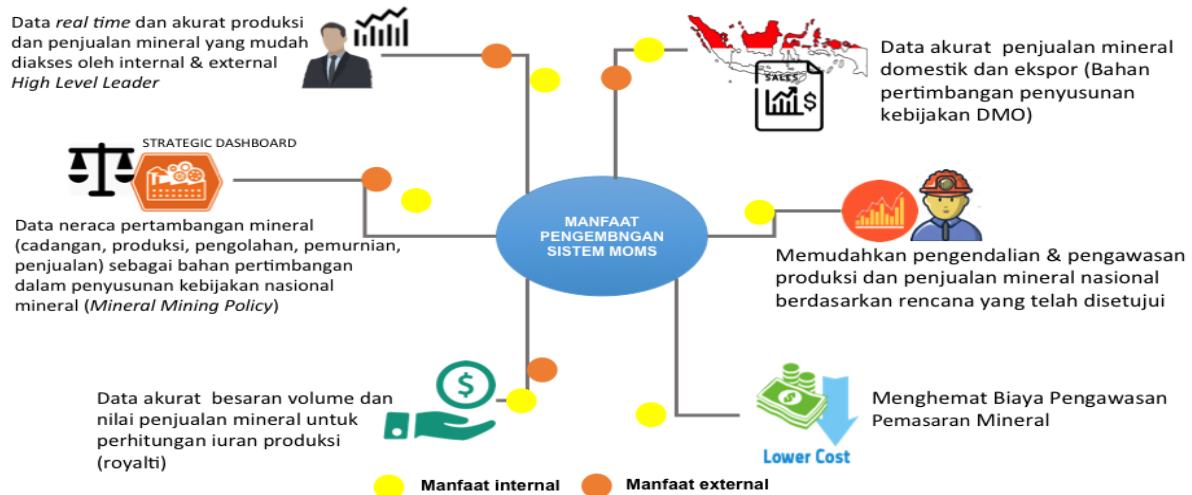 Data real time dan akurat produksi
dan penjualan mineral yang mudah
diakses oleh internal & external
High Level Leader
SALES
Data akurat penjualan mineral
domestik dan ekspor (Bahan
pertimbangan penyusunan
kebijakan DMO)
STRATEGIC DASHBOARD
Data neraca pertambangan mineral
(cadangan, produksi, pengolahan, pemurnian,
penjualan) sebagai bahan pertimbangan
dalam penyusunan kebijakan nasional
mineral (Mineral Mining Policy)
MANFAAT
PENGEMBNGAN
SISTEM MOMS
Memudahkan pengendalian & pengawasan
produksi dan penjualan mineral nasional
berdasarkan rencana yang telah disetujui
Data akurat besaran volume dan
nilai penjualan mineral untuk
perhitungan iuran produksi
(royalti)
Menghemat Biaya Pengawasan
Pemasaran Mineral
Lower Cost
Manfaat internal
Manfaat external